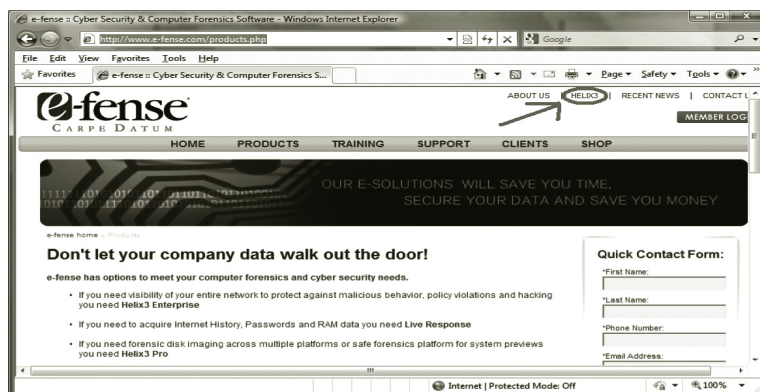 e-fense :: Cyber Security & Computer Forensics Software - Windows Internet Explorer
http://www.e-fense.com/products.php
Google
File Edit View Favorites Tools Help
Favorites e-fense :: Cyber Security & Computer Forensics S...
Page Safety Tools
ABOUT US | HELIX3 | RECENT NEWS | CONTACT U
e-fense
CARPE DATUM
MEMBER LOG
HOME PRODUCTS TRAINING SUPPORT CLIENTS SHOP
OUR E-SOLUTIONS WILL SAVE YOU TIME,
SECURE YOUR DATA AND SAVE YOU MONEY
e-fense home » Products
Don't let your company data walk out the door!
Quick Contact Form:
e-fense has options to meet your computer forensics and cyber security needs.
*First Name:
• If you need visibility of your entire network to protect against malicious behavior, policy violations and hacking
you need Helix3 Enterprise
*Last Name:
• If you need to acquire Internet History, Passwords and RAM data you need Live Response
*Phone Number:
• If you need forensic disk imaging across multiple platforms or safe forensics platform for system previews
you need Helix3 Pro
*Email Address:
Internet | Protected Mode: Off
100%